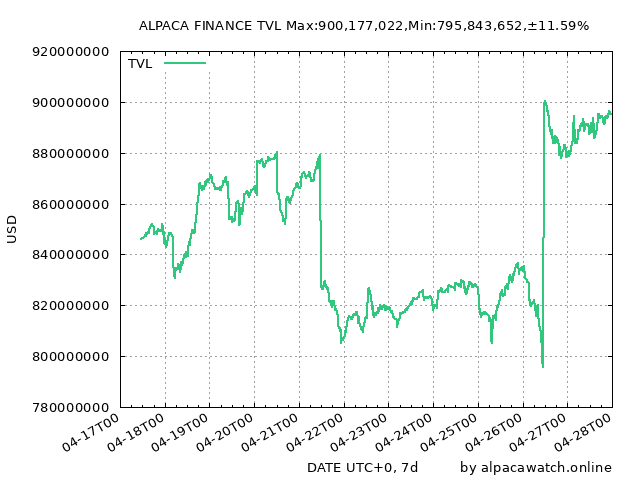 ALPACA FINANCE TVL Max:900,177,022,Min:795,843,652,±11.59%
920000000
TVL
900000000
880000000
860000000
USD
840000000
820000000
800000000
780000000
04-17T00
04-18T00
04-19T00
04-20T00
04-21T00
04-22T00
04-23T00
04-24T00
04-25T00
04-26T00
04-27T00
04-28T00
DATE UTC+0, 7d
by alpacawatch.online